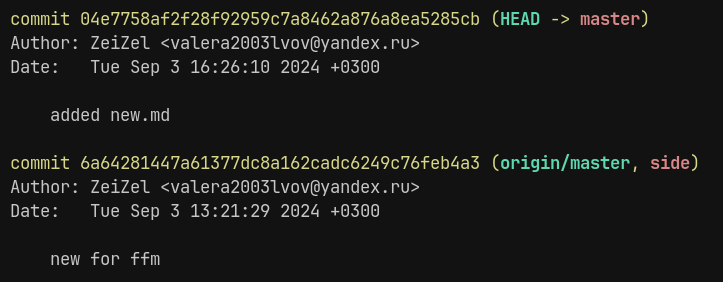 commit 04e7758af2f28f92959c7a8462a876a8ea5285cb (HEAD -> master)
Author: ZeiZel <valera2003lvov@yandex.ru>
Date:   Tue Sep 3 16:26:10 2024 +0300
added new.md
commit 6a64281447a61377dc8a162cadc6249c76feb4a3 (origin/master, side)
Author: ZeiZel <valera2003lvov@yandex.ru>
Date:   Tue Sep 3 13:21:29 2024 +0300
new for ffm